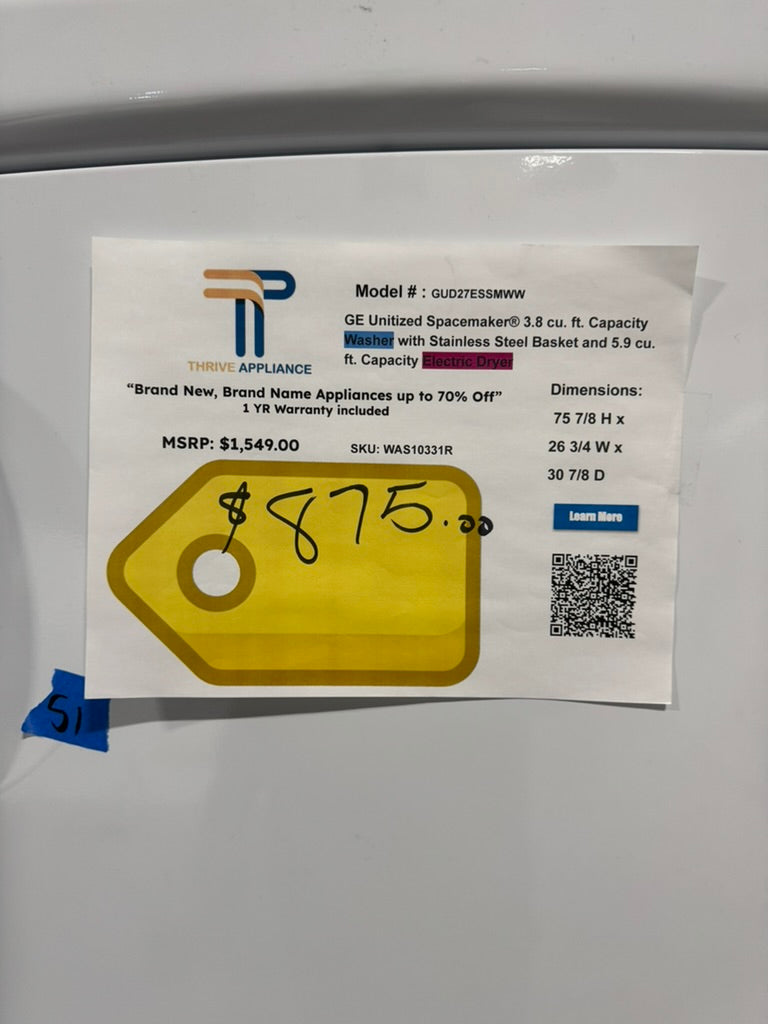 THRIVE APPLIANCE
Model # : GUD27ESSMWW
GE Unitized Spacemaker® 3.8 cu. ft. Capacity
Washer with Stainless Steel Basket and 5.9 cu.
ft. Capacity Electric Dryer
“Brand New, Brand Name Appliances up to 70% Off”
1 YR Warranty included
MSRP: $1,549.00
SKU: WAS10331R
Dimensions:
75 7/8 H x
26 3/4 W x
30 7/8 D
Learn More
$875.00